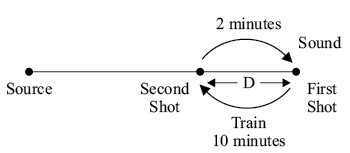 2 minutes
Sound
D
Source
Second
Shot
First
Shot
Train
10 minutes